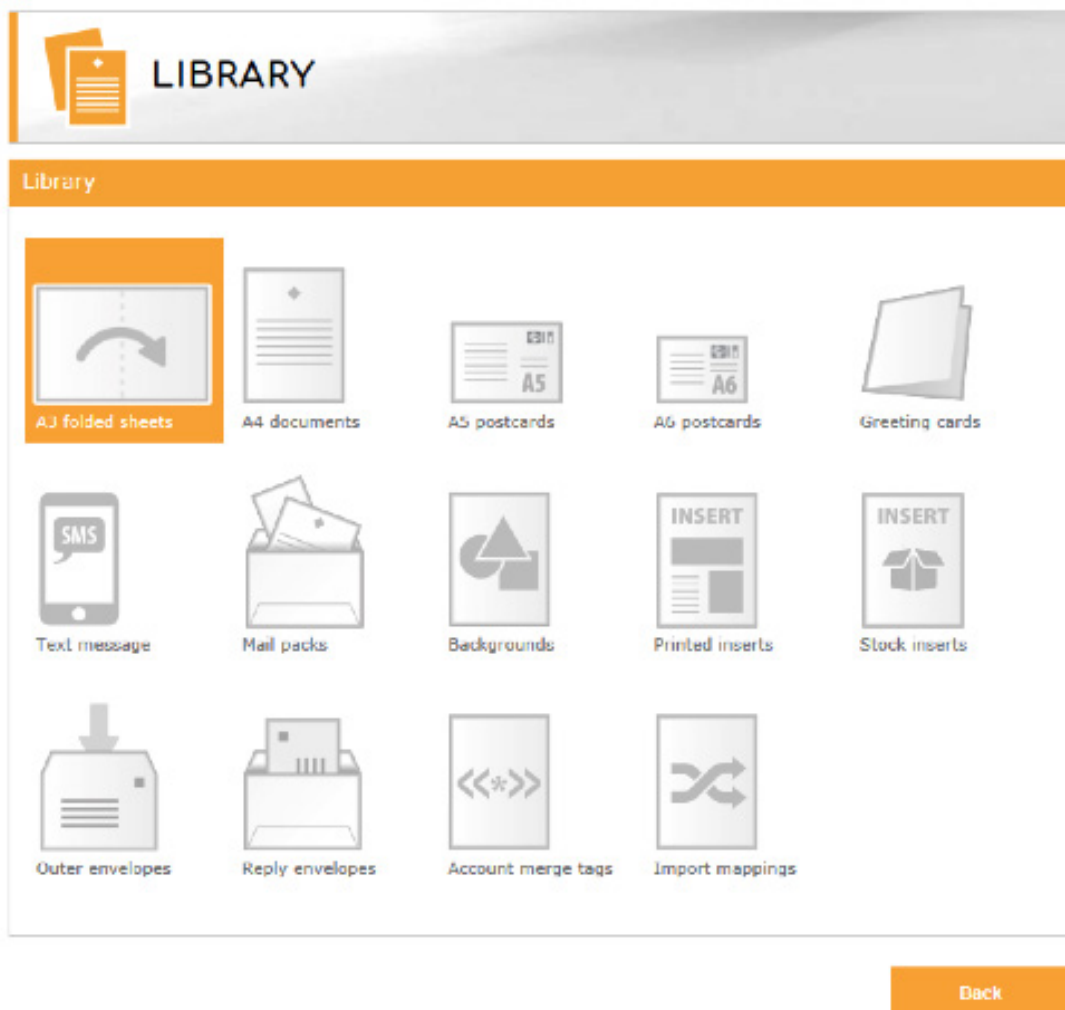 LIBRARY
Library
A3 folded sheets
A4 documents
A5
A5 postcards
A6
A6 postcards
Greeting cards
SMS
Text message
Mail packs
Backgrounds
INSERT
Printed inserts
INSERT
Stock inserts
Outer envelopes
Reply envelopes
<<*>>
Account merge tags
Import mappings
Back